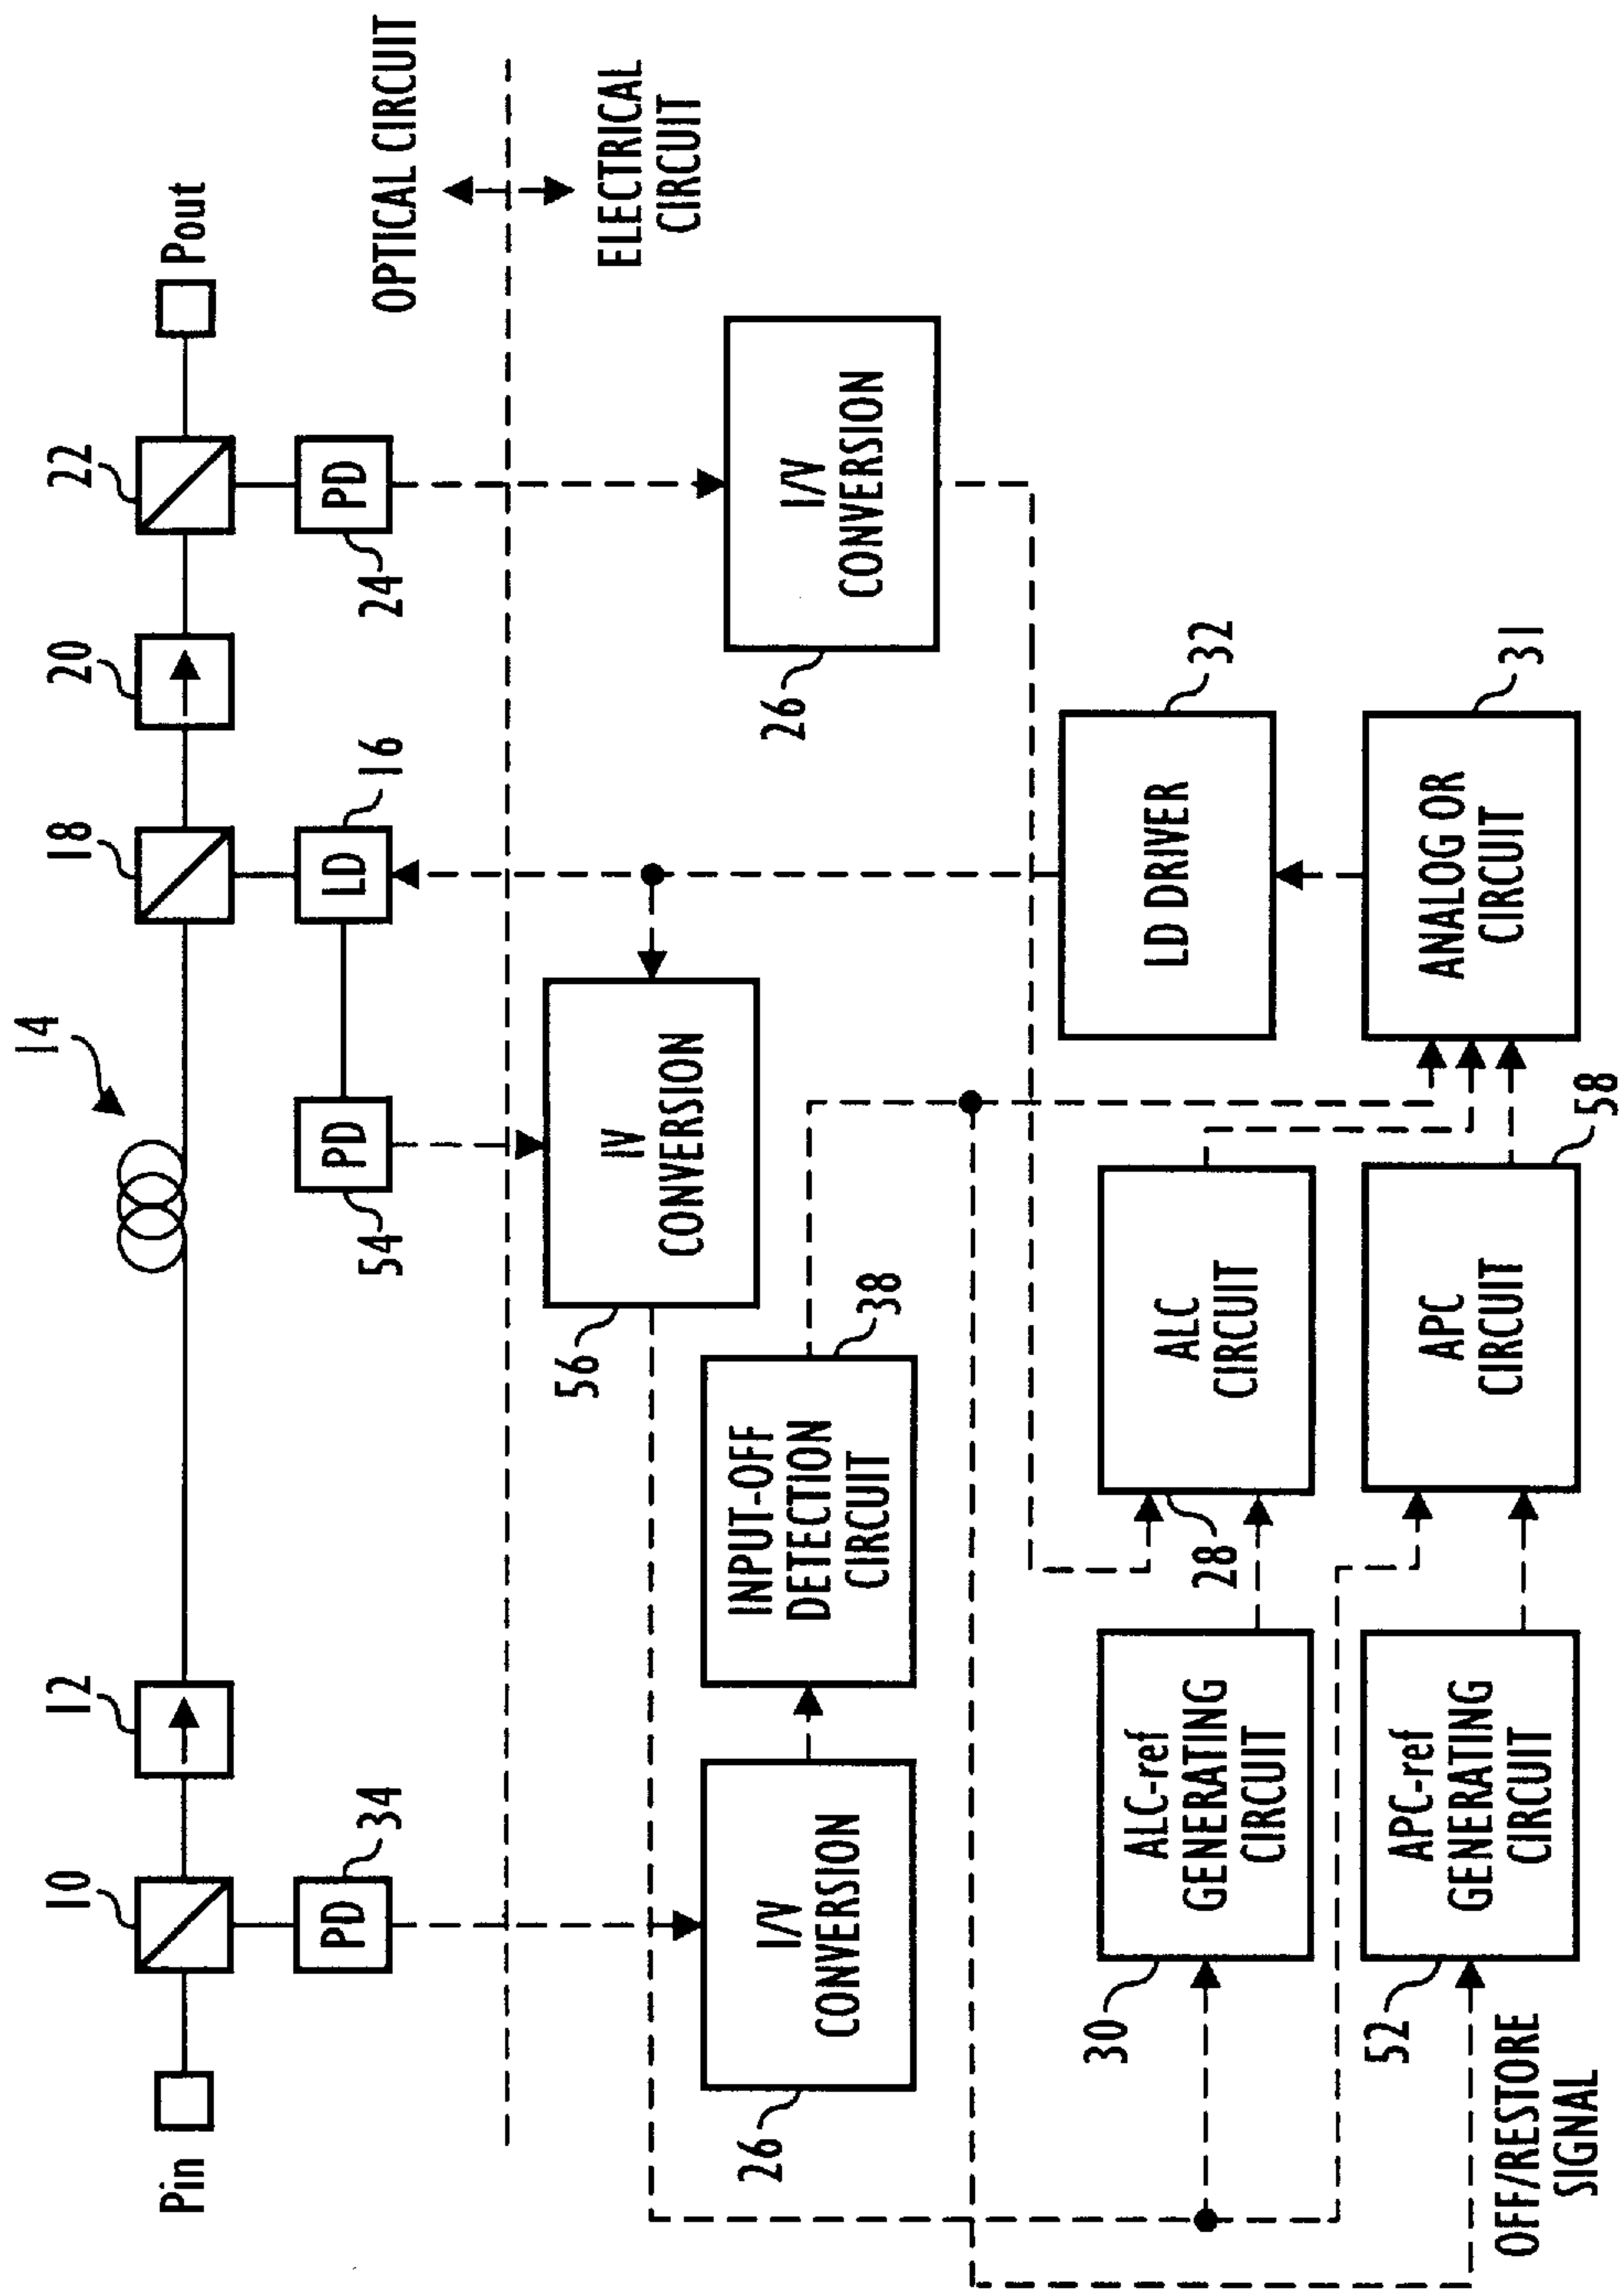 10
12
14
18
20
22
Pin
Pout
PD
34
PD
54
LD
16
PD
24
OPTICAL CIRCUIT
ELECTRICAL
CIRCUIT
IV
CONVERSION
56
I/V
CONVERSION
26
INPUT-OFF
DETECTION
CIRCUIT
38
I/V
CONVERSION
26
30
ALC-ref
GENERATING
CIRCUIT
28
ALC
CIRCUIT
LD DRIVER
32
52
APC-ref
GENERATING
CIRCUIT
APC
CIRCUIT
58
ANALOG OR
CIRCUIT
31
OFF/RESTORE
SIGNAL